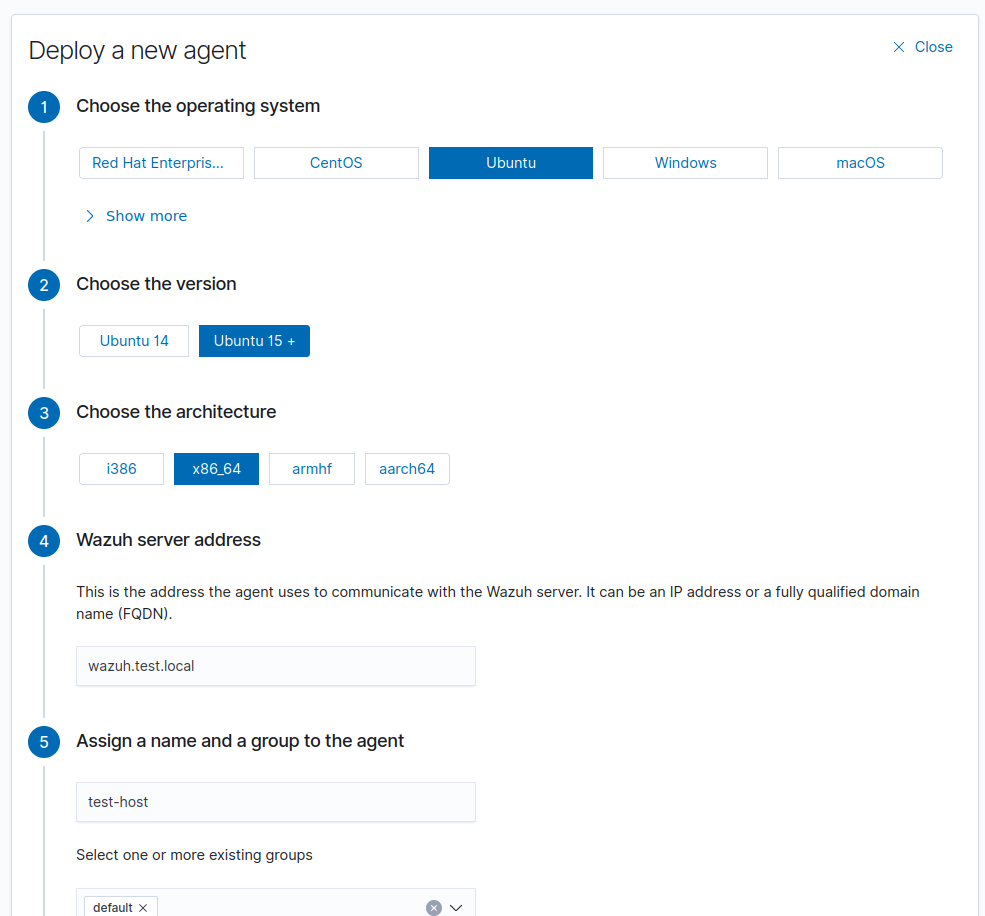 Deploy a new agent
Close
1
Choose the operating system
Red Hat Enterpris...
CentOS
Ubuntu
Windows
macOS
Show more
2
Choose the version
Ubuntu 14
Ubuntu 15 +
3
Choose the architecture
i386
x86_64
armhf
aarch64
4
Wazuh server address
This is the address the agent uses to communicate with the Wazuh server. It can be an IP address or a fully qualified domain
name (FQDN).
wazuh.test.local
5
Assign a name and a group to the agent
test-host
Select one or more existing groups
default